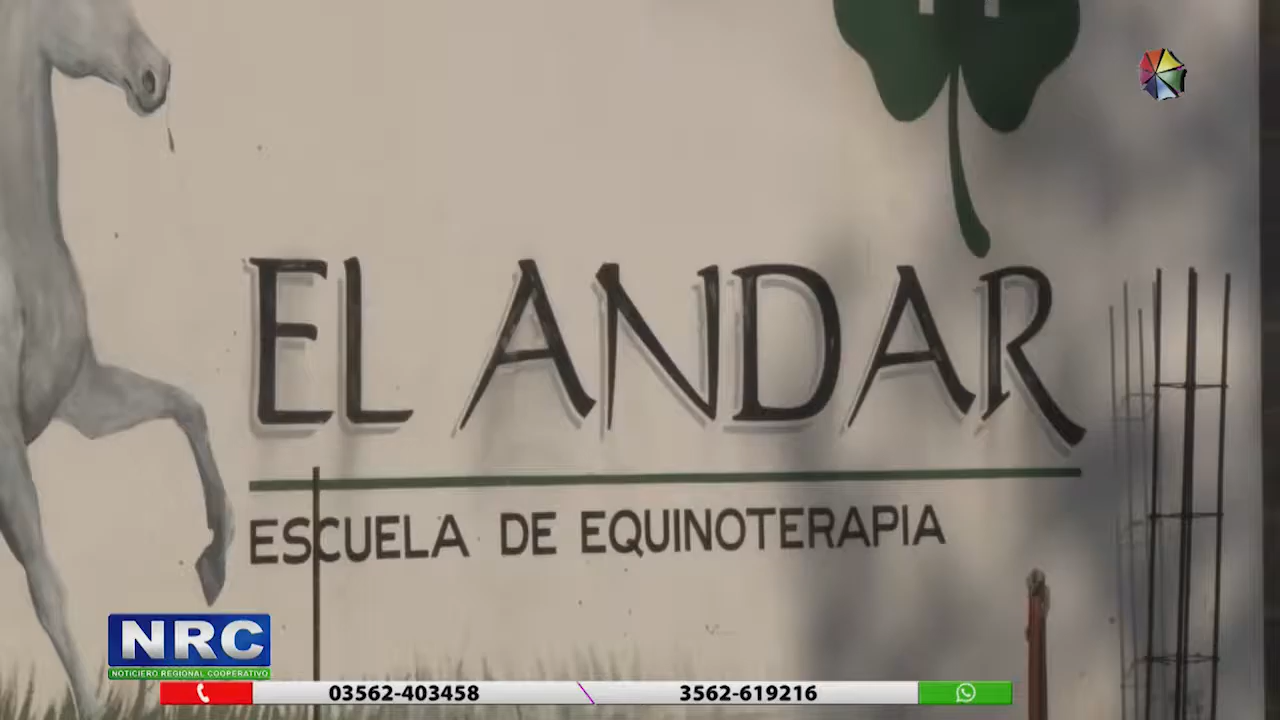 EL ANDAR
ESCUELA DE EQUINOTERAPIA
NRC
NOTICIERO REGIONAL COOPERATIVO
03562-403458
3562-619216